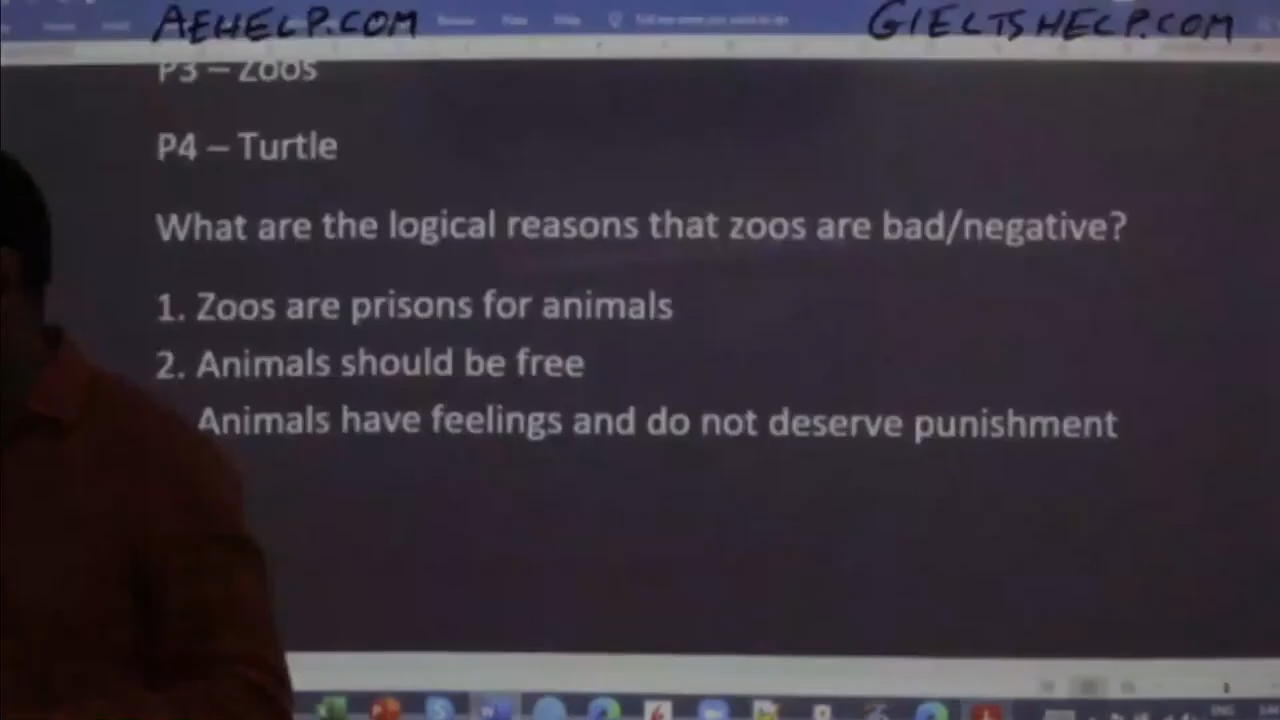 AEHELP.COM
GIELTSHELP.COM
P3 – Zoos
P4 – Turtle
What are the logical reasons that zoos are bad/negative?
1. Zoos are prisons for animals
2. Animals should be free
Animals have feelings and do not deserve punishment
ENG